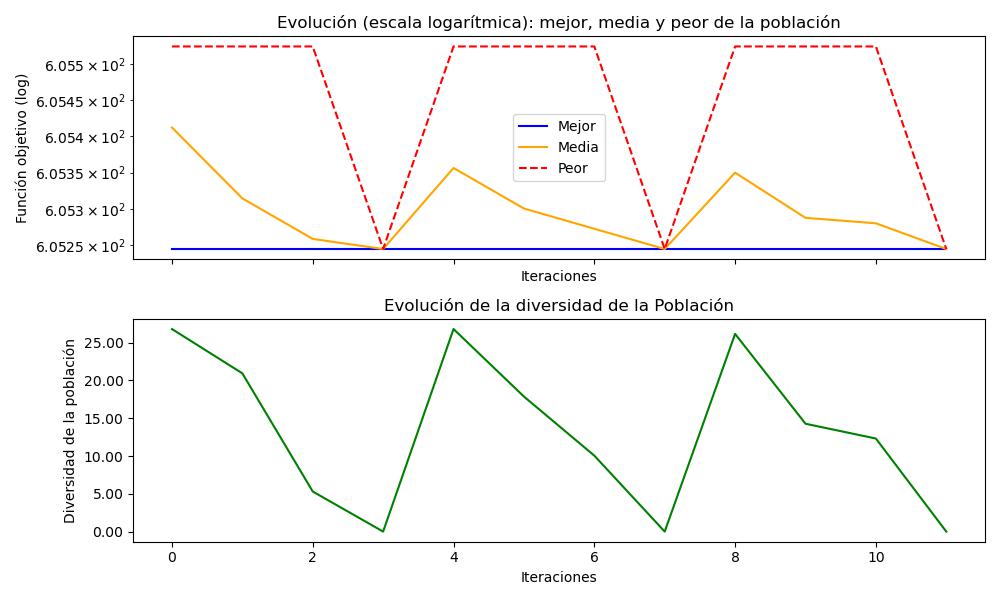 Evolución (escala logarítmica): mejor, media y peor de la población
Función objetivo (log)
6.055 × 10²
6.0545 × 10²
6.054 × 10²
6.0535 × 10²
6.053 × 10²
6.0525 × 10²
Mejor
Media
Peor
Iteraciones
Evolución de la diversidad de la Población
Diversidad de la población
25.00
20.00
15.00
10.00
5.00
0.00
0 2 4 6 8 10
Iteraciones